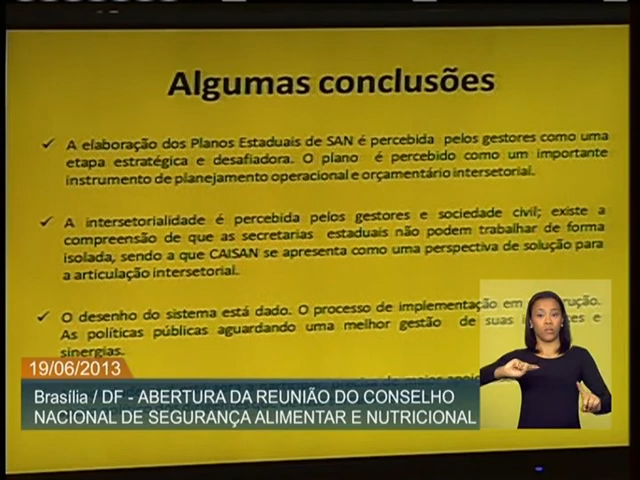 Algumas conclusões
✓ A elaboração dos Planos Estaduais de SAN é percebida pelos gestores como uma
etapa estratégica e desafiadora. O plano é percebido como um importante
instrumento de planejamento operacional e orçamentário intersetorial.
✓ A intersetorialidade é percebida pelos gestores e sociedade civil; existe a
compreensão de que as secretarias estaduais não podem trabalhar de forma
isolada, sendo a que CAISAN se apresenta como uma perspectiva de solução para
a articulação intersetorial.
✓ O desenho do sistema está dado. O processo de implementação em
As políticas públicas aguardando uma melhor gestão de suas e
sinergias.
19/06/2013
Brasília / DF - ABERTURA DA REUNIÃO DO CONSELHO
NACIONAL DE SEGURANÇA ALIMENTAR E NUTRICIONAL